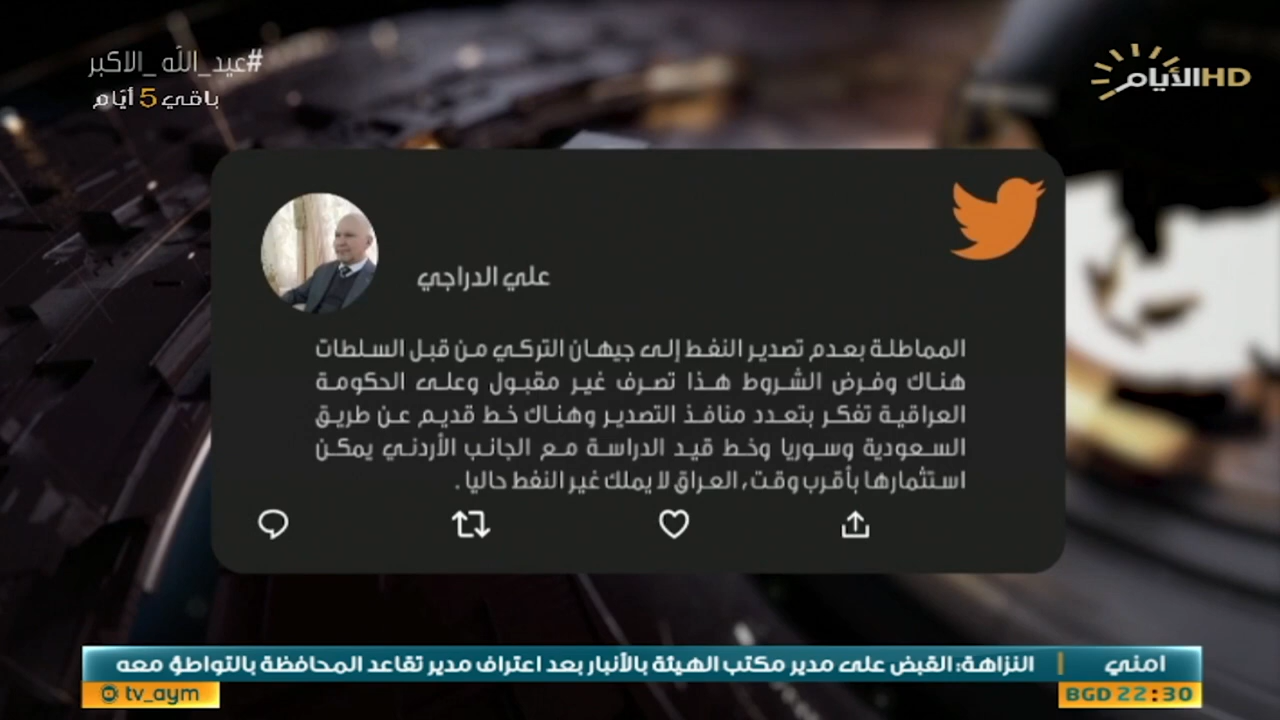 #عيد_الله_الاكبر
باقي 5 أيام
الأيام HD
علي الدراجي
المماطلة بعدم تصدير النفط إلى جيهان التركي من قبل السلطات
هناك وفرض الشروط هذا تصرف غير مقبول وعلى الحكومة
العراقية تفكر بتعدد منافذ التصدير وهناك خط قديم عن طريق
السعودية وسوريا وخط قيد الدراسة مع الجانب الأردني يمكن
استثمارها بأقرب وقت, العراق لا يملك غير النفط حاليا .
امني
النزاهة: القبض على مدير مكتب الهيئة بالأنبار بعد اعتراف مدير تقاعد المحافظة بالتواطؤ معه
BGD 22:30
tv_aym